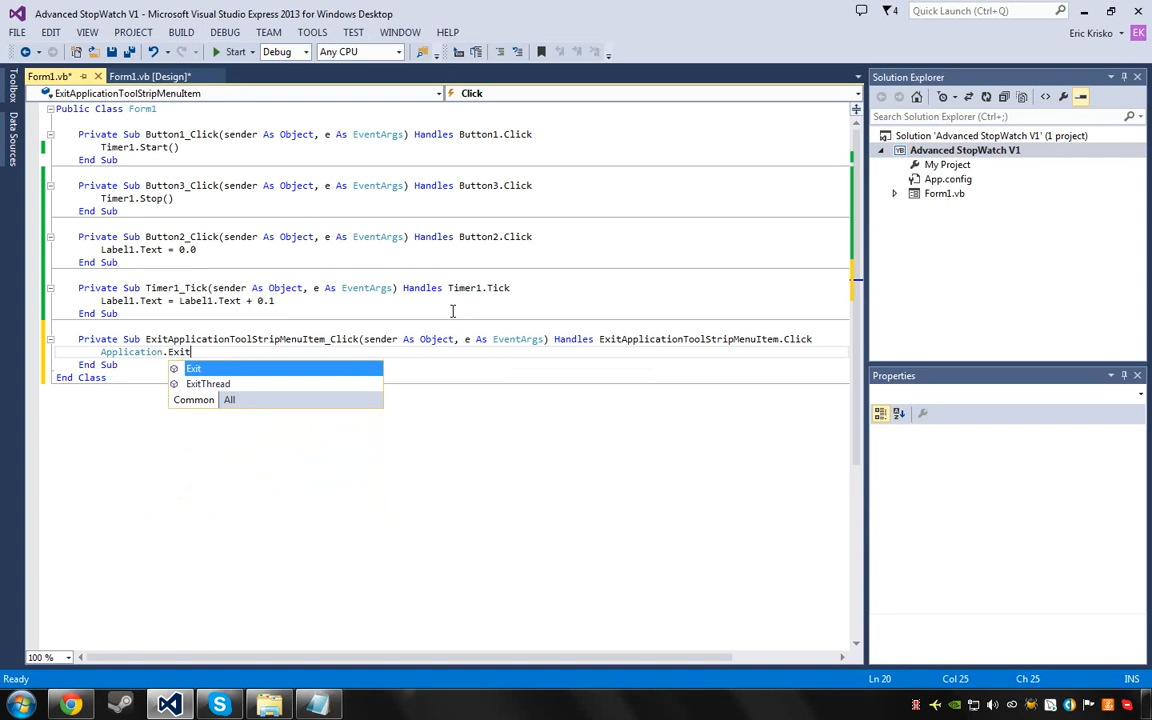 Advanced StopWatch V1 - Microsoft Visual Studio Express 2013 for Windows Desktop
4
Quick Launch (Ctrl+Q)
FILE EDIT VIEW PROJECT BUILD DEBUG TEAM TOOLS TEST WINDOW HELP
Eric Krisko EK
Start Debug Any CPU
Form1.vb* Form1.vb [Design]*
ExitApplicationToolStripMenuItem Click
Toolbox
Data Sources
Public Class Form1
Private Sub Button1_Click(sender As Object, e As EventArgs) Handles Button1.Click
Timer1.Start()
End Sub
Private Sub Button3_Click(sender As Object, e As EventArgs) Handles Button3.Click
Timer1.Stop()
End Sub
Private Sub Button2_Click(sender As Object, e As EventArgs) Handles Button2.Click
Label1.Text = 0.0
End Sub
Private Sub Timer1_Tick(sender As Object, e As EventArgs) Handles Timer1.Tick
Label1.Text = Label1.Text + 0.1
End Sub
Private Sub ExitApplicationToolStripMenuItem_Click(sender As Object, e As EventArgs) Handles ExitApplicationToolStripMenuItem.Click
Application.Exit
End Sub
End Class
Exit
ExitThread
Common All
100 %
Solution Explorer
Search Solution Explorer (Ctrl+;)
Solution 'Advanced StopWatch V1' (1 project)
VB Advanced StopWatch V1
My Project
App.config
Form1.vb
Properties
Ready Ln 20 Col 25 Ch 25 INS